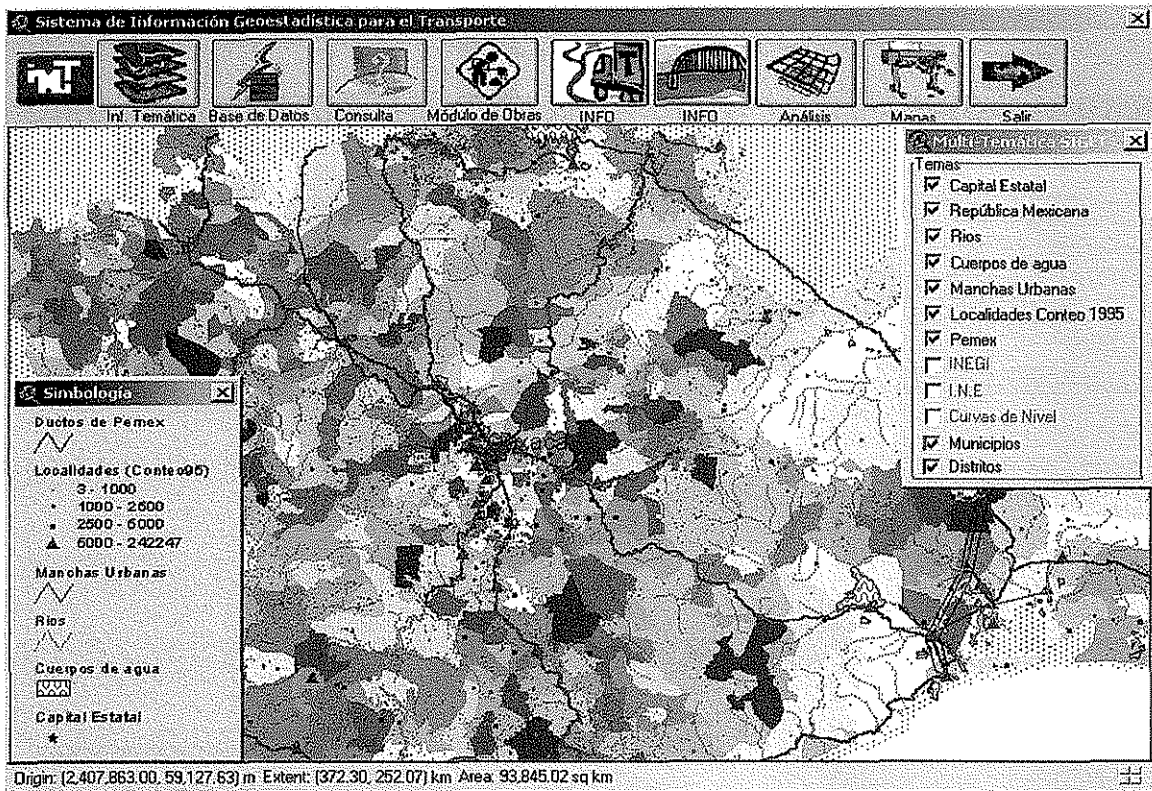 Sistema de Información Geoestadística para el Transporte
Inf. Temática Base de Datos Consulta Módulo de Obras INFO INFO Análisis Mapas Salir
Temas
Capital Estatal
República Mexicana
Rios
Cuerpos de agua
Manchas Urbanas
Localidades Conteo 1995
Pemex
INEGI
I.N.E
Curvas de Nivel
Municipios
Distritos
Simbología
Ductos de Pemex
Localidades (Conteo95)
3 - 1000
1000 - 2500
2500 - 5000
5000 - 242247
Manchas Urbanas
Rios
Cuerpos de agua
Capital Estatal
Origin: (2,407,863.00, 59,127.63) m Extent: (372.30, 252.07) km Area: 93,845.02 sq km